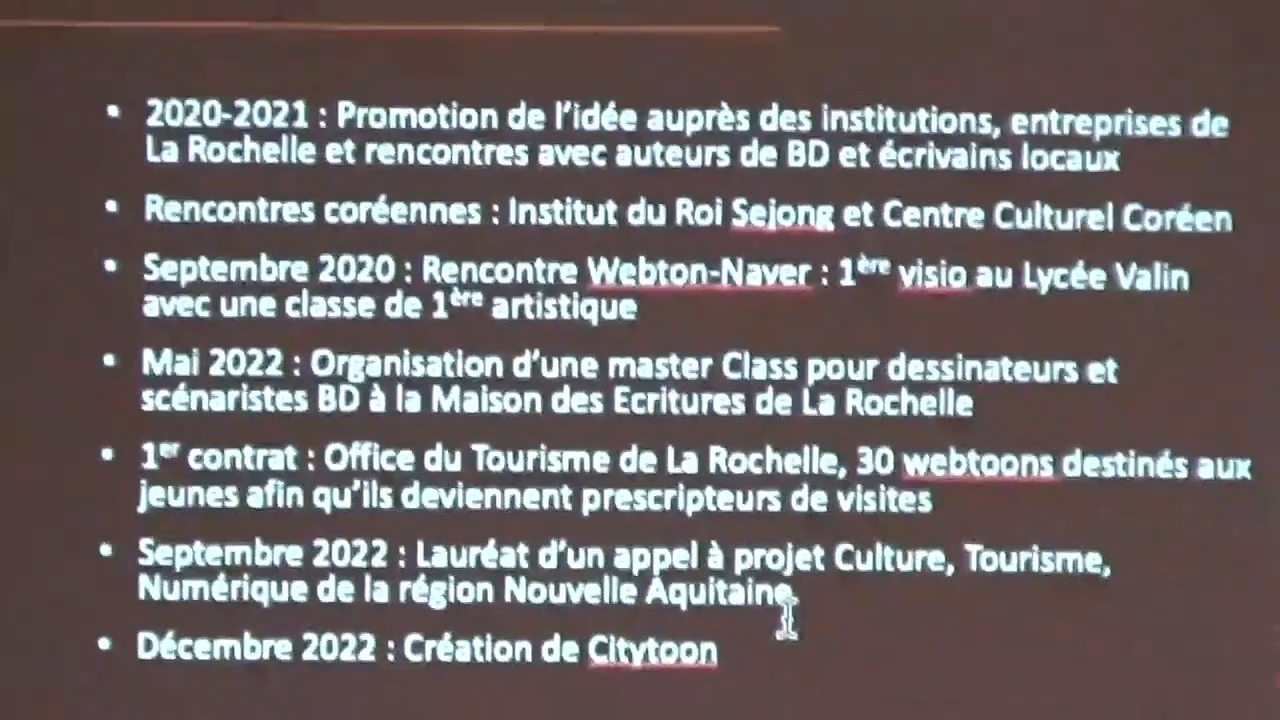 • 2020-2021 : Promotion de l'idée auprès des institutions, entreprises de
La Rochelle et rencontres avec auteurs de BD et écrivains locaux
• Rencontres coréennes : Institut du Roi Sejong et Centre Culturel Coréen
• Septembre 2020 : Rencontre Webton-Naver : 1ère visio au Lycée Valin
avec une classe de 1ère artistique
• Mai 2022 : Organisation d'une master Class pour dessinateurs et
scénaristes BD à la Maison des Ecritures de La Rochelle
• 1er contrat : Office du Tourisme de La Rochelle, 30 webtoons destinés aux
jeunes afin qu'ils deviennent prescripteurs de visites
• Septembre 2022 : Lauréat d'un appel à projet Culture, Tourisme,
Numérique de la région Nouvelle Aquitaine
• Décembre 2022 : Création de Citytoon